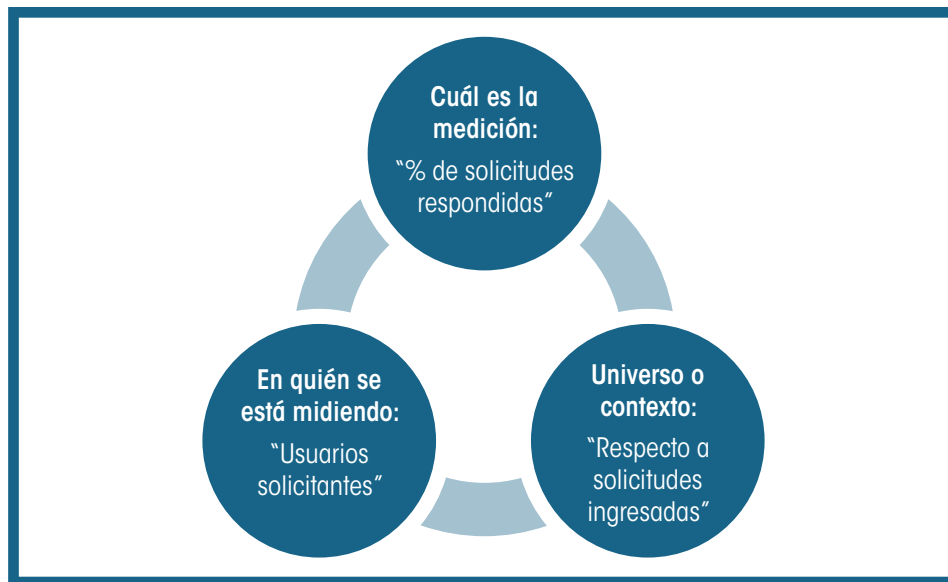 Cuál es la
medición:
“% de solicitudes
respondidas”
En quién se
está midiendo:
“Usuarios
solicitantes”
Universo o
contexto:
“Respecto a
solicitudes
ingresadas”